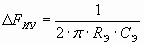 ΔF_ИУ = 1 / (2 · π · R_Э · C_Э)